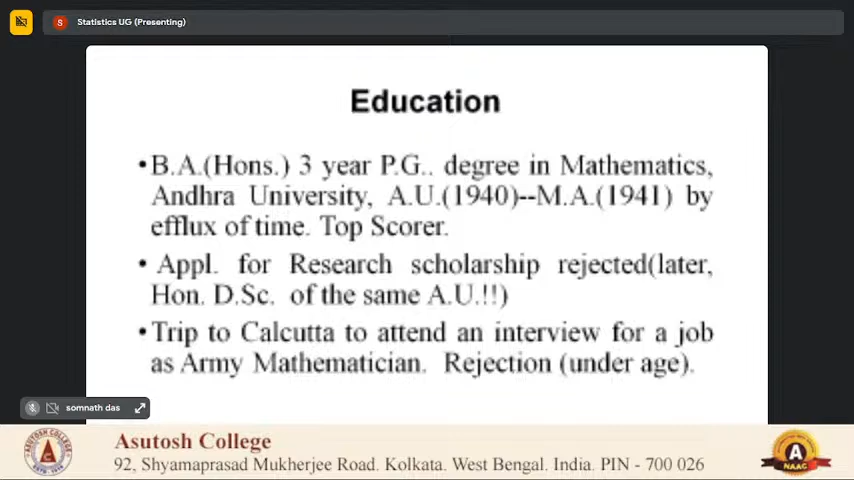 S Statistics UG (Presenting)
Education
•B.A.(Hons.) 3 year P.G.. degree in Mathematics,
Andhra University, A.U.(1940)--M.A.(1941) by
efflux of time. Top Scorer.
• Appl. for Research scholarship rejected(later,
Hon. D.Sc. of the same A.U.!!)
•Trip to Calcutta to attend an interview for a job
as Army Mathematician. Rejection (under age).
somnath das
ASUTOSH COLLEGE
Asutosh College
92, Shyamaprasad Mukherjee Road, Kolkata, West Bengal, India. PIN - 700 026
A
NAAC